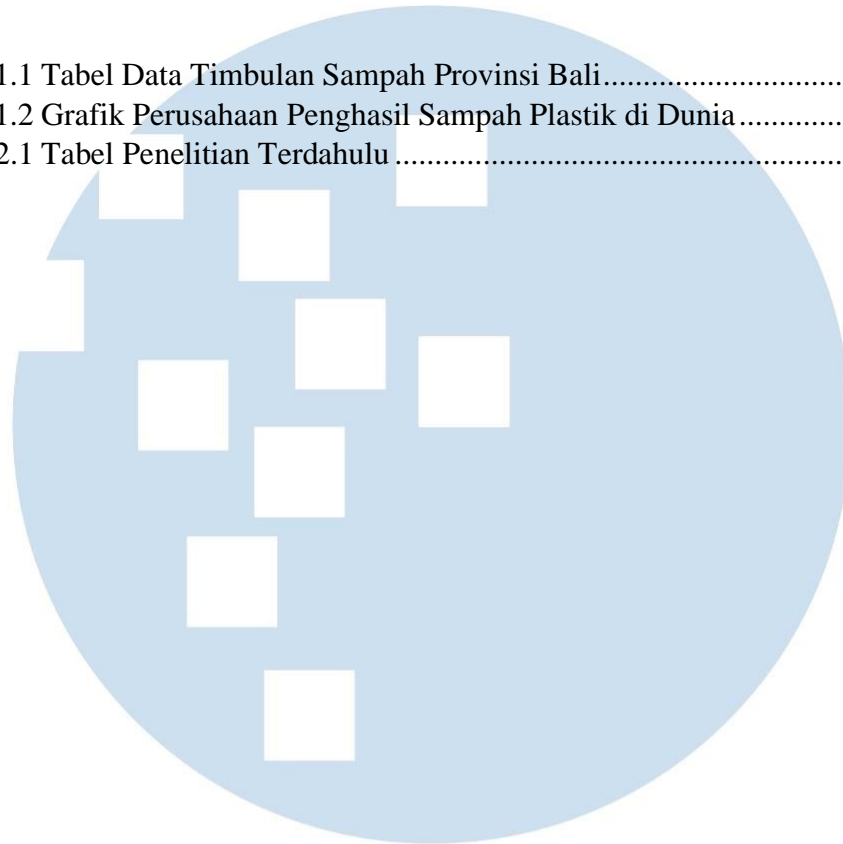 1.1 Tabel Data Timbulan Sampah Provinsi Bali..............................
1.2 Grafik Perusahaan Penghasil Sampah Plastik di Dunia.............
2.1 Tabel Penelitian Terdahulu.......................................................